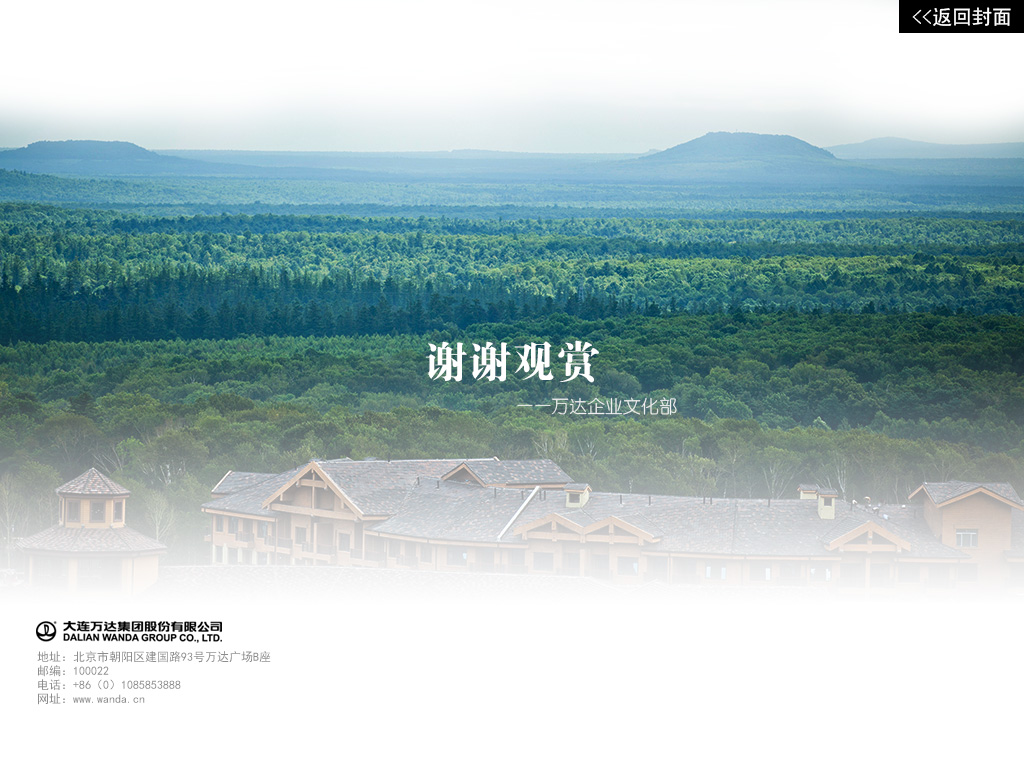 <<返回封面
谢谢观赏
——万达企业文化部
大连万达集团股份有限公司
DALIAN WANDA GROUP CO., LTD.
地址：北京市朝阳区建国路93号万达广场B座
邮编：100022
电话：+86（0）1085853888
网址：www.wanda.cn